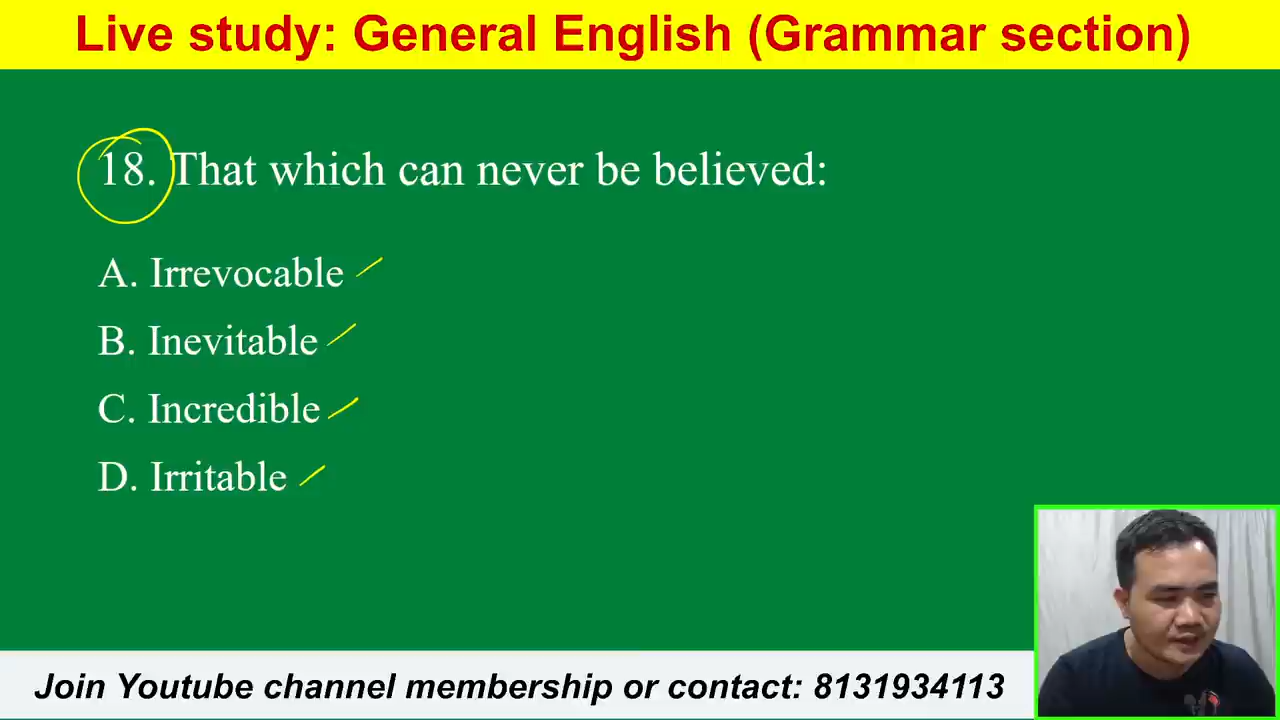 Live study: General English (Grammar section)
18. That which can never be believed:
A. Irrevocable
B. Inevitable
C. Incredible
D. Irritable
Join Youtube channel membership or contact: 8131934113